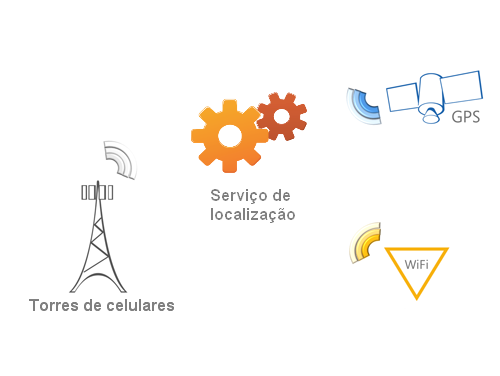 GPS
Serviço de
localização
WiFi
Torres de celulares